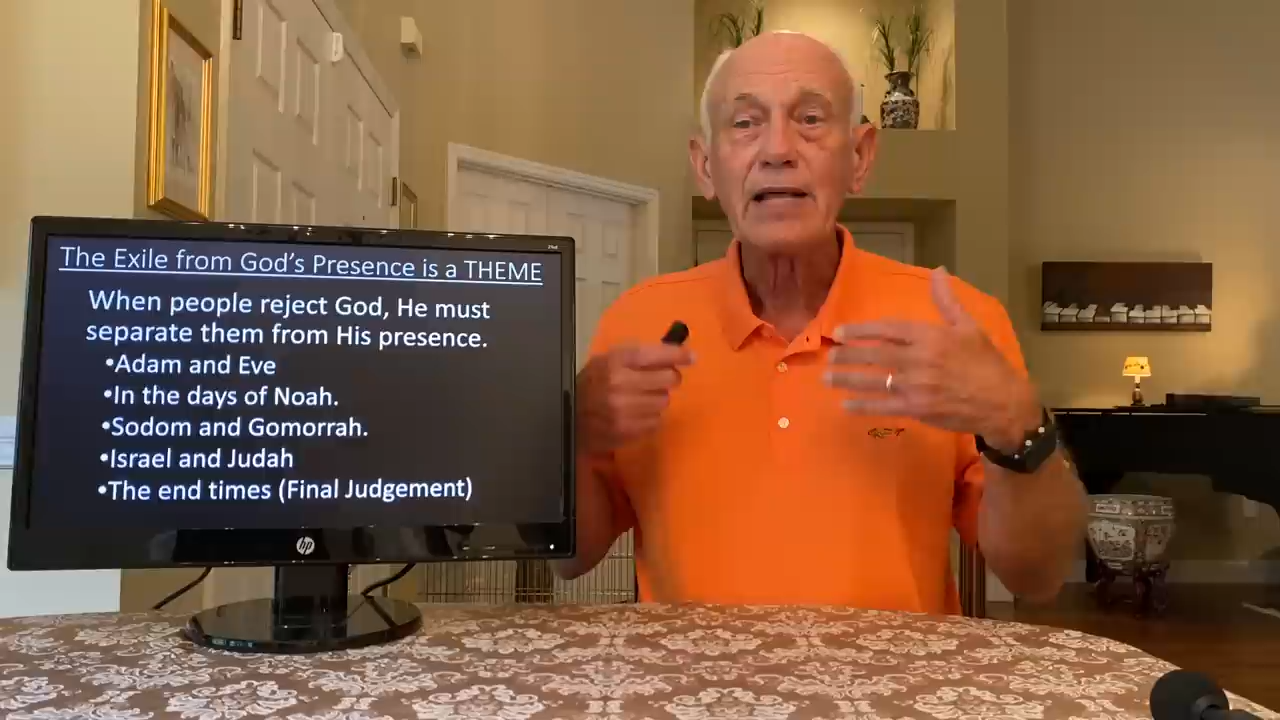 The Exile from God's Presence is a THEME
When people reject God, He must
separate them from His presence.
•Adam and Eve
•In the days of Noah.
•Sodom and Gomorrah.
•Israel and Judah
•The end times (Final Judgement)
hp